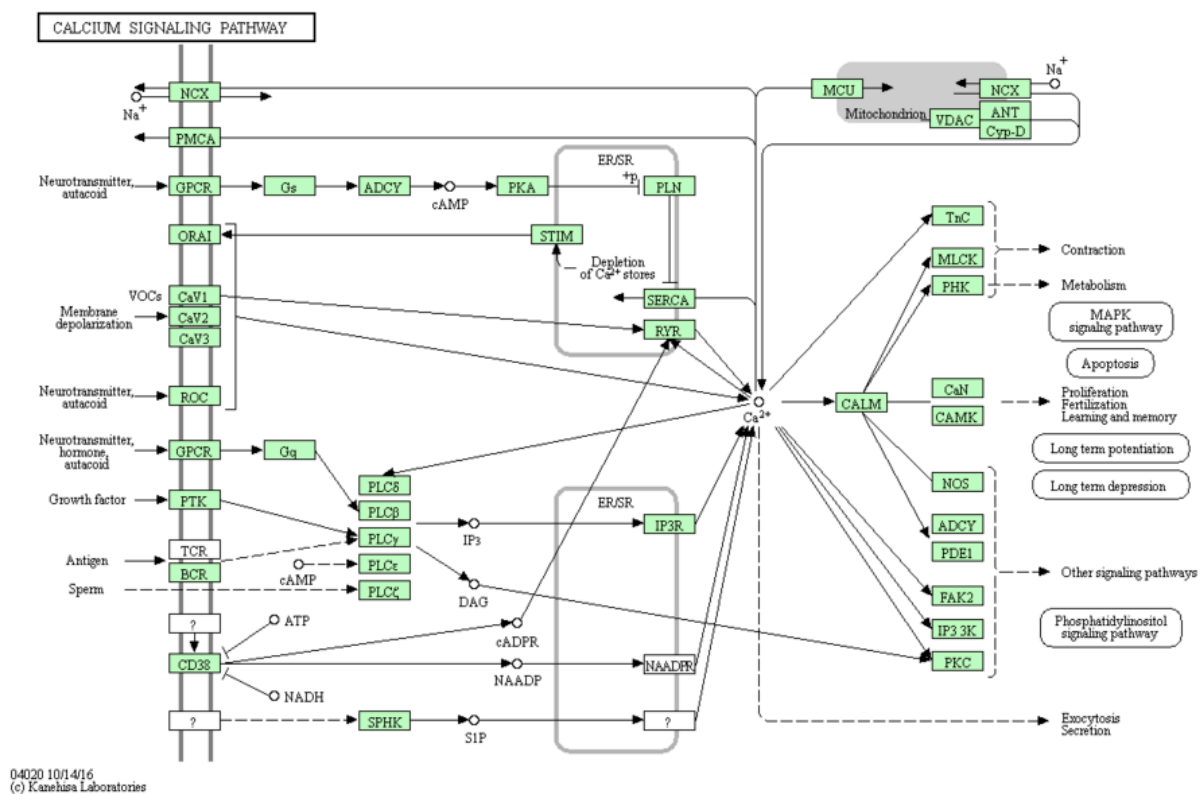 CALCIUM SIGNALING PATHWAY
NCX
Na+
PMCA
MCU
Mitochondrion
NCX
Na+
VDAC
ANT
Cyp-D
Neurotransmitter,
autacoid
GPCR
Gs
ADCY
cAMP
PKA
ER/SR
+p
PLN
ORAI
STIM
Depletion
of Ca2+ stores
TnC
MLCK
PHK
Contraction
Metabolism
VOCs
Membrane
depolarization
CaV1
CaV2
CaV3
SERCA
RYR
MAPK
signaling pathway
Apoptosis
Neurotransmitter,
autacoid
ROC
Ca2+
CALM
CaN
CAMK
Proliferation
Fertilization
Learning and memory
Neurotransmitter,
hormone,
autacoid
GPCR
Gq
Long term potentiation
Long term depression
Growth factor
PTK
PLCδ
PLCβ
PLCγ
PLCε
PLCζ
IP3
ER/SR
IP3R
NOS
ADCY
PDE1
FAK2
IP3 3K
PKC
Other signaling pathways
Antigen
TCR
BCR
cAMP
Sperm
DAG
?
ATP
cADPR
CD38
NAADP
NAADPR
NADH
Phosphatidylinositol
signaling pathway
?
SPHK
S1P
?
Exocytosis
Secretion
04020 10/14/16
(c) Kanehisa Laboratories